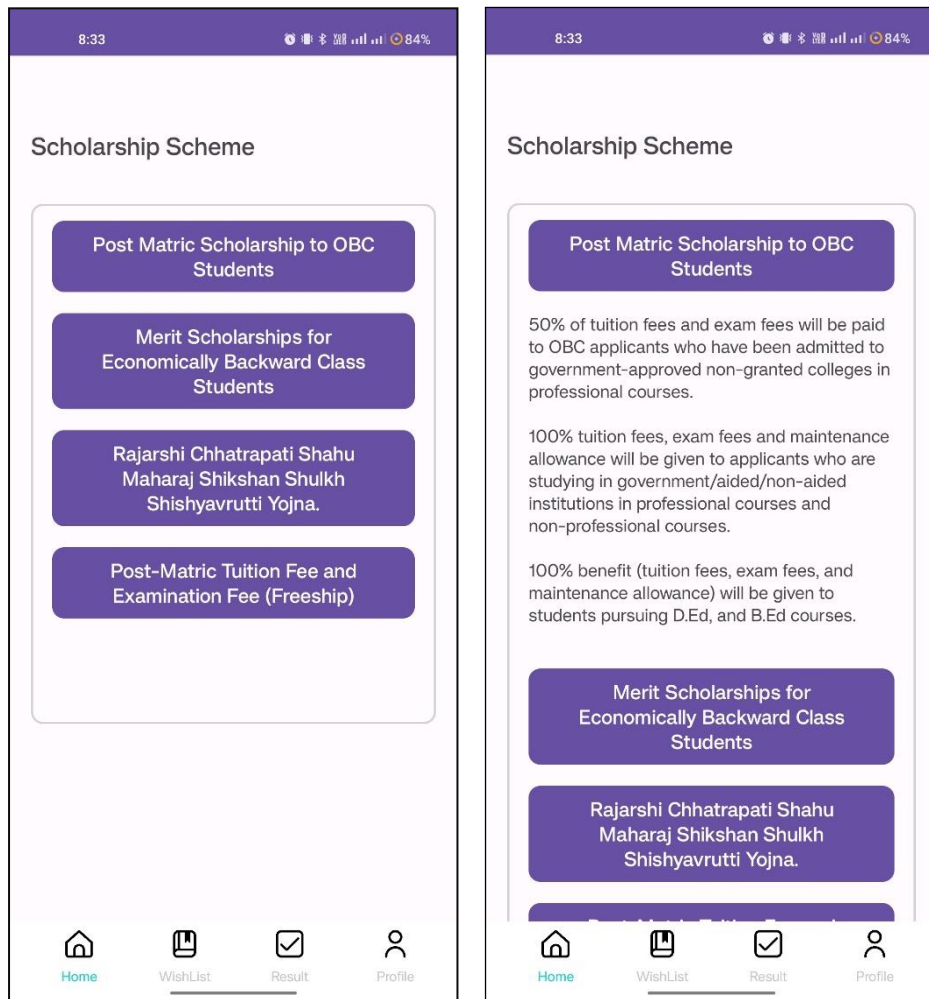 8:33
84%
Scholarship Scheme
Post Matric Scholarship to OBC
Students
Merit Scholarships for
Economically Backward Class
Students
Rajarshi Chhatrapati Shahu
Maharaj Shikshan Shulkh
Shishyavrutti Yojna.
Post-Matric Tuition Fee and
Examination Fee (Freeship)
Home
WishList
Result
Profile
8:33
84%
Scholarship Scheme
Post Matric Scholarship to OBC
Students
50% of tuition fees and exam fees will be paid
to OBC applicants who have been admitted to
government-approved non-granted colleges in
professional courses.
100% tuition fees, exam fees and maintenance
allowance will be given to applicants who are
studying in government/aided/non-aided
institutions in professional courses and
non-professional courses.
100% benefit (tuition fees, exam fees, and
maintenance allowance) will be given to
students pursuing D.Ed, and B.Ed courses.
Merit Scholarships for
Economically Backward Class
Students
Rajarshi Chhatrapati Shahu
Maharaj Shikshan Shulkh
Shishyavrutti Yojna.
Home
WishList
Result
Profile